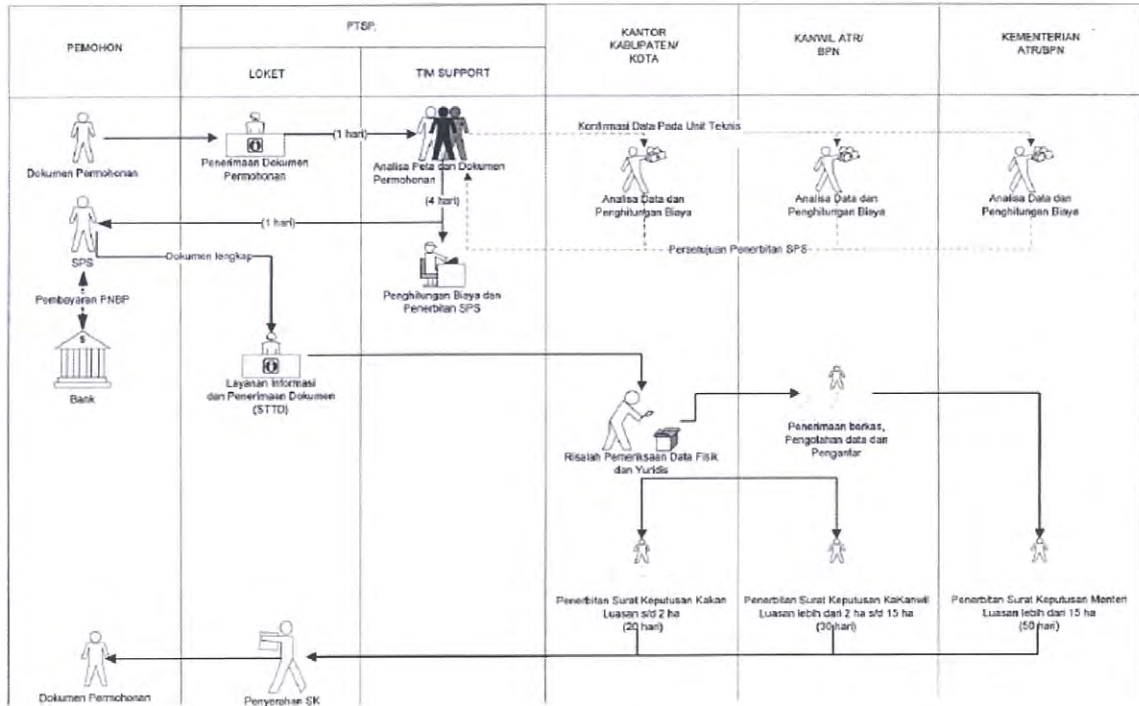 PEMOHON
PTSP
LOKET
TIM SUPPORT
KANTOR
KABUPATEN/
KOTA
KANWIL ATR/
BPN
KEMENTERIAN
ATR/BPN
Dokumen Permohonan
Penerimaan Dokumen
Permohonan
(1 hari)
Analisa Peta dan Dokumen
Permohonan
Konfirmasi Data Pada Unit Teknis
Analisa Data dan
Penghilungan Biaya
Analisa Data dan
Penghilungan Biaya
Analisa Data dan
Penghilungan Biaya
(4 hari)
(1 hari)
SPS
Dokumen lengkap
Persetujuan Penerbitan SPS
Penghilungan Biaya dan
Penerbitan SPS
Pembayaran PNBP
$
Bank
Layanan Informasi
dan Penerimaan Dokumen
(STTD)
Risalah Pemeriksaan Data Fisik
dan Yuridis
Penerimaan berkas,
Pengolahan data dan
Pengantar
Penerbitan Surat Keputusan Kakan
Luasan s/d 2 ha
(20 hari)
Penerbitan Surat Keputusan KaKanwil
Luasan lebih dari 2 ha s/d 15 ha
(30 hari)
Penerbitan Surat Keputusan Menteri
Luasan lebih dari 15 ha
(50 hari)
Dokumen Permohonan
Penyerahan SK